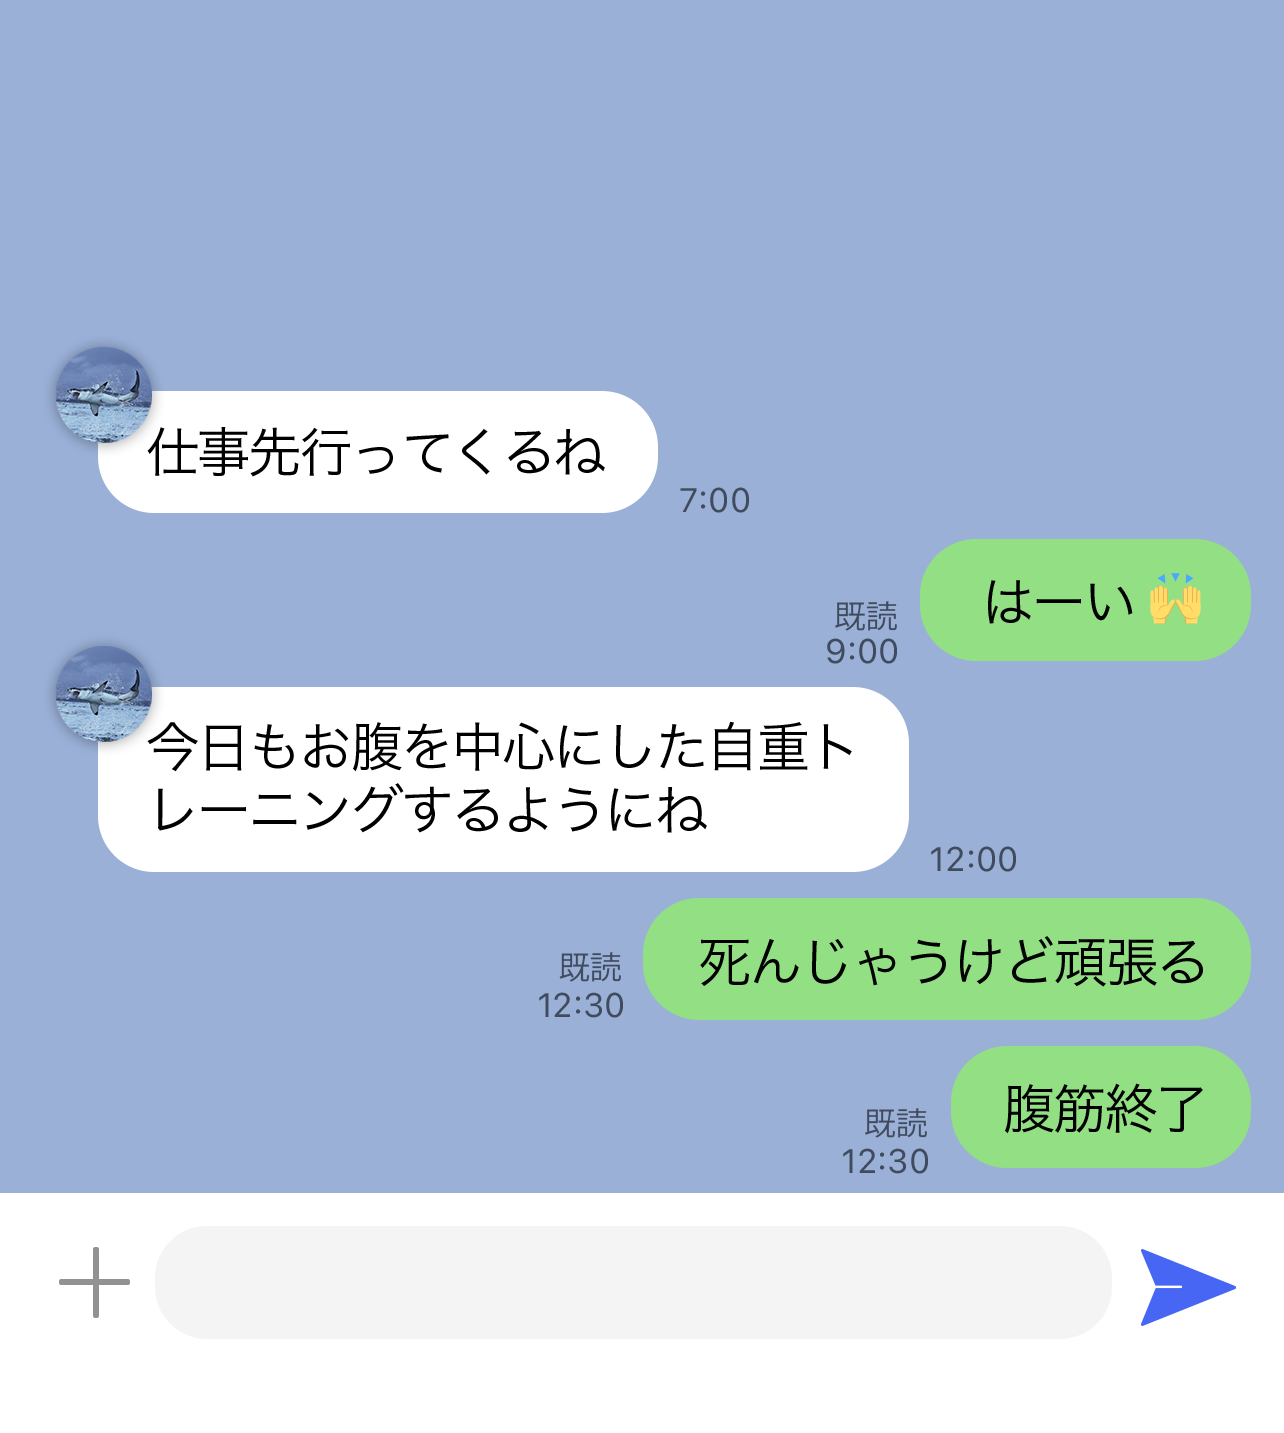 仕事先行ってくるね
7:00
はーい🙌
既読
9:00
今日もお腹を中心にした自重ト
レーニングするようにね
12:00
死んじゃうけど頑張る
既読
12:30
腹筋終了
既読
12:30